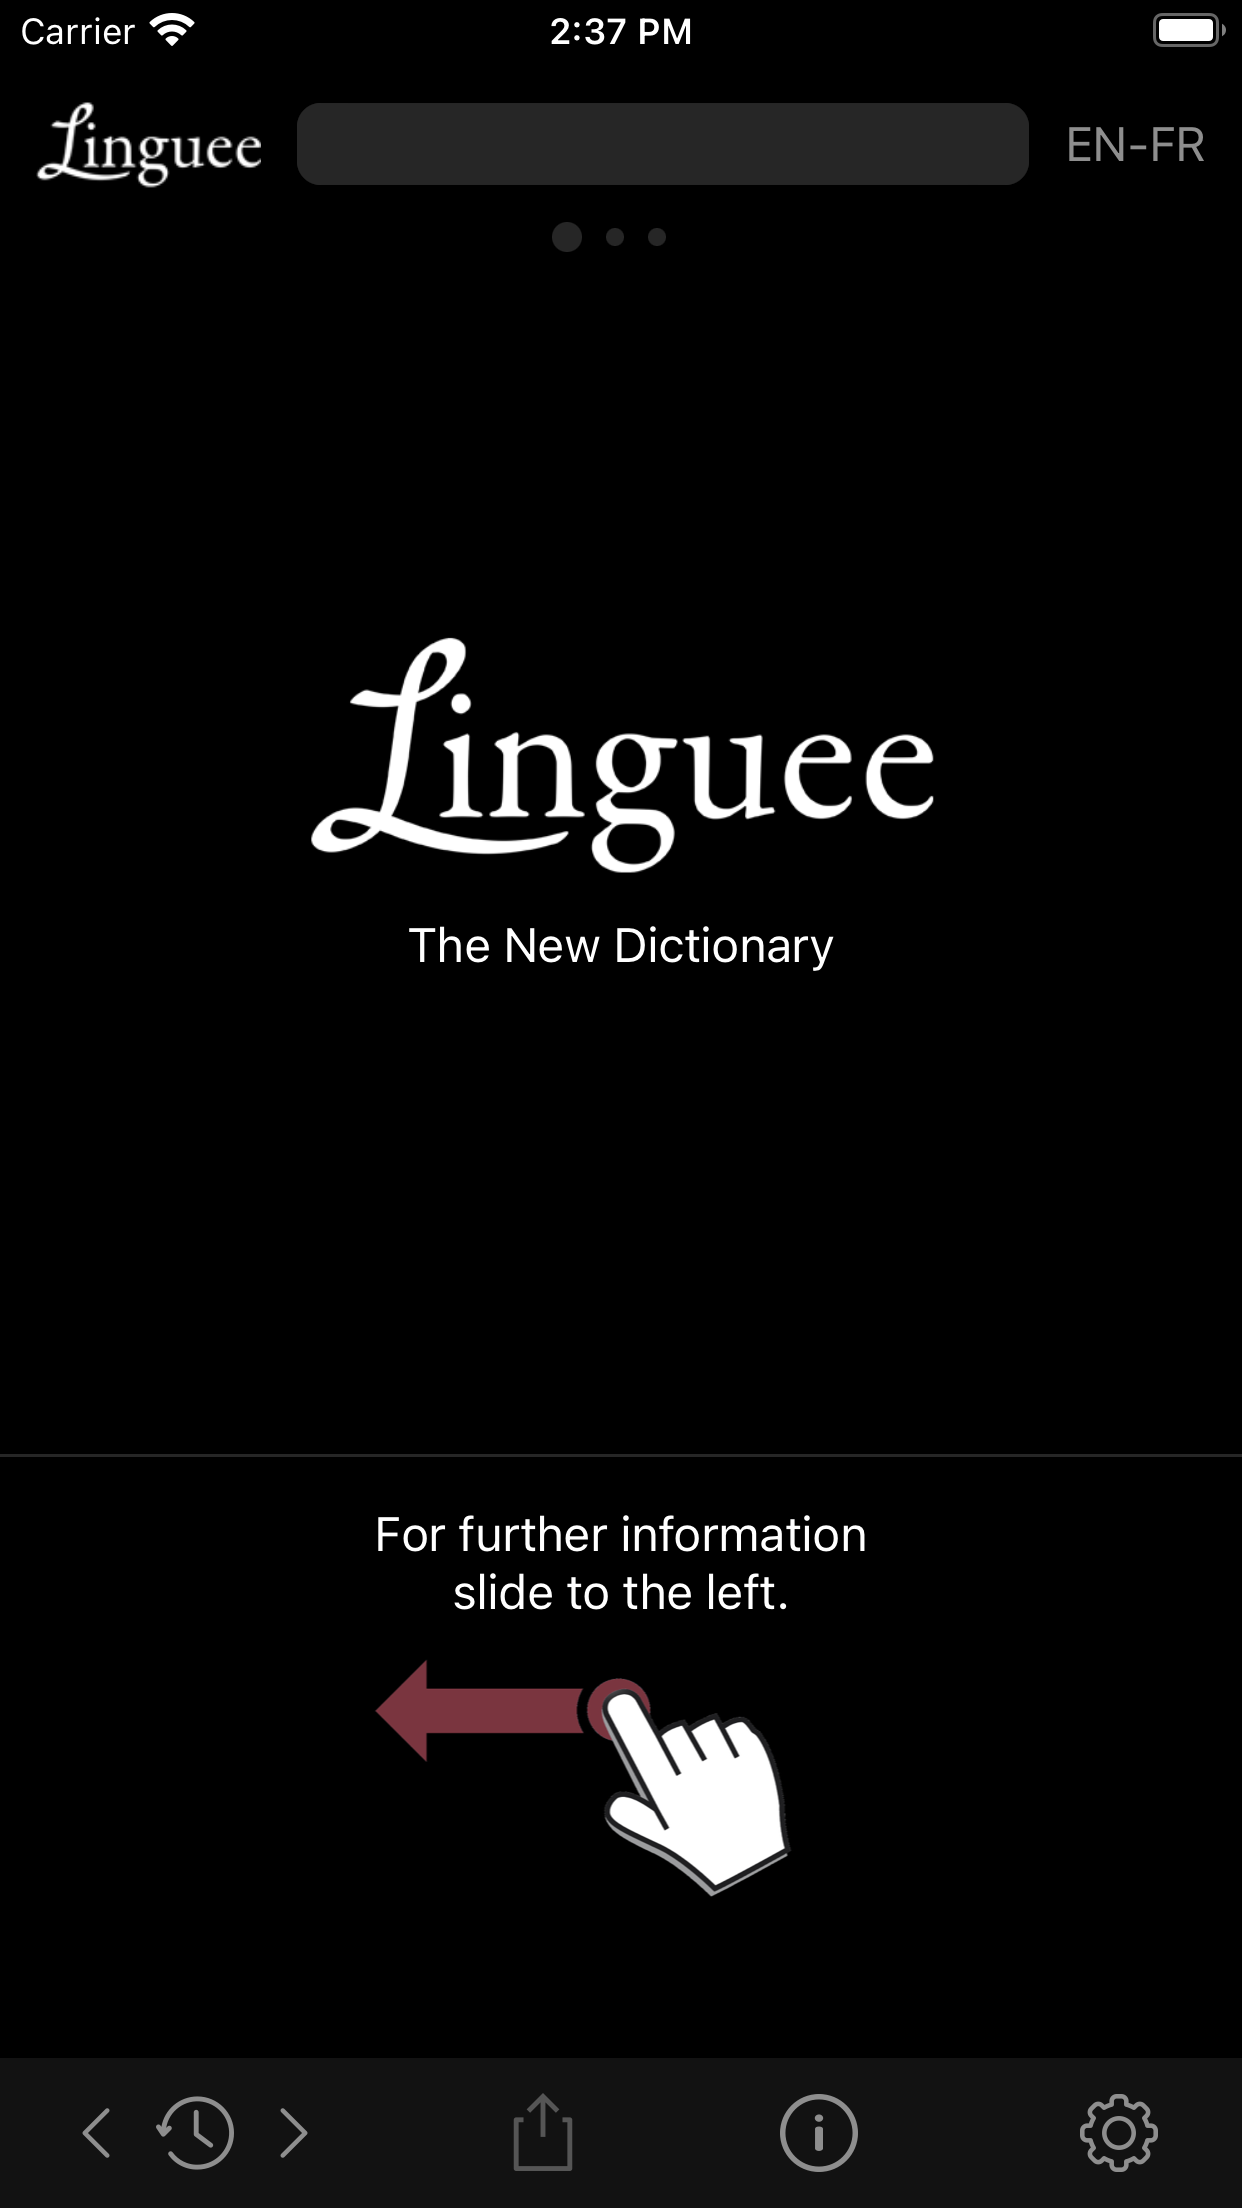 Carrier
2:37 PM
Linguee
EN-FR
Linguee
The New Dictionary
For further information
slide to the left.